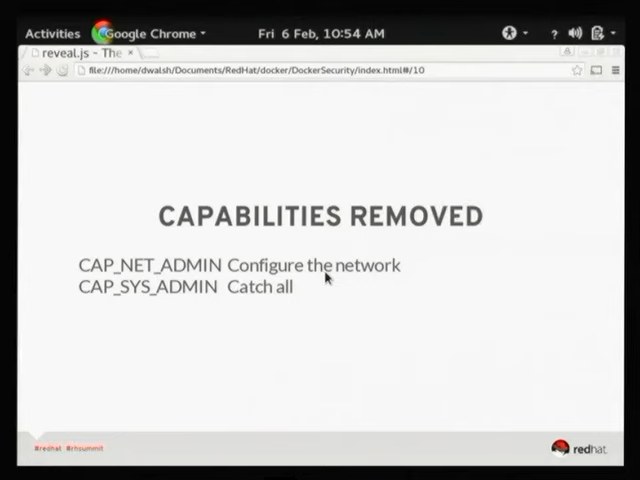 Activities Google Chrome Fri 6 Feb, 10:54 AM ?
reveal.js - The
file:///home/dwalsh/Documents/RedHat/docker/DockerSecurity/index.html#/10
CAPABILITIES REMOVED
CAP_NET_ADMIN Configure the network
CAP_SYS_ADMIN Catch all
#redhat #rhsummit
redhat.